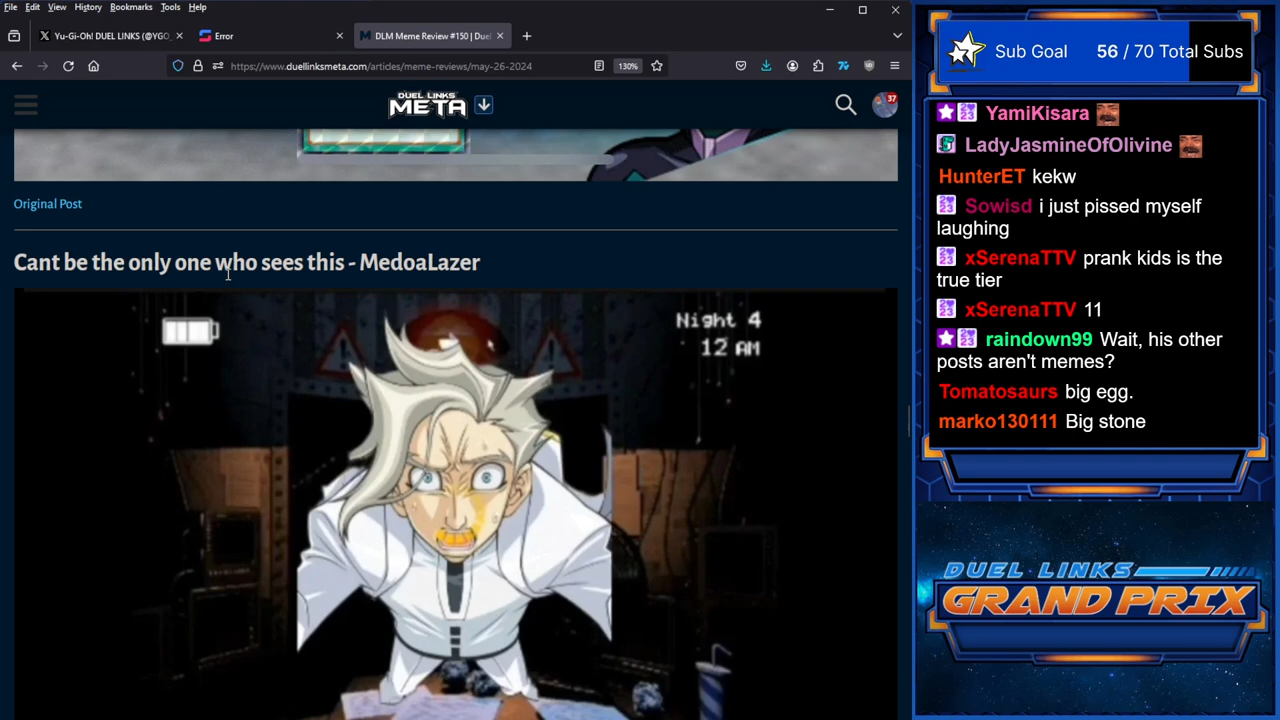 File Edit View History Bookmarks Tools Help
Yu-Gi-Oh! DUEL LINKS (@YGO_
Error
DLM Meme Review #150 | Duel
https://www.duellinksmeta.com/articles/meme-reviews/may-26-2024
130%
DUEL LINKS
META
37
Original Post
Cant be the only one who sees this - MedoaLazer
Night 4
12 AM
Sub Goal 56 / 70 Total Subs
YamiKisara
LadyJasmineOfOlivine
HunterET kekw
Sowisd i just pissed myself
laughing
xSerenaTTV prank kids is the
true tier
xSerenaTTV 11
raindown99 Wait, his other
posts aren't memes?
Tomatosaurs big egg.
marko130111 Big stone
DUEL LINKS
GRAND PRIX